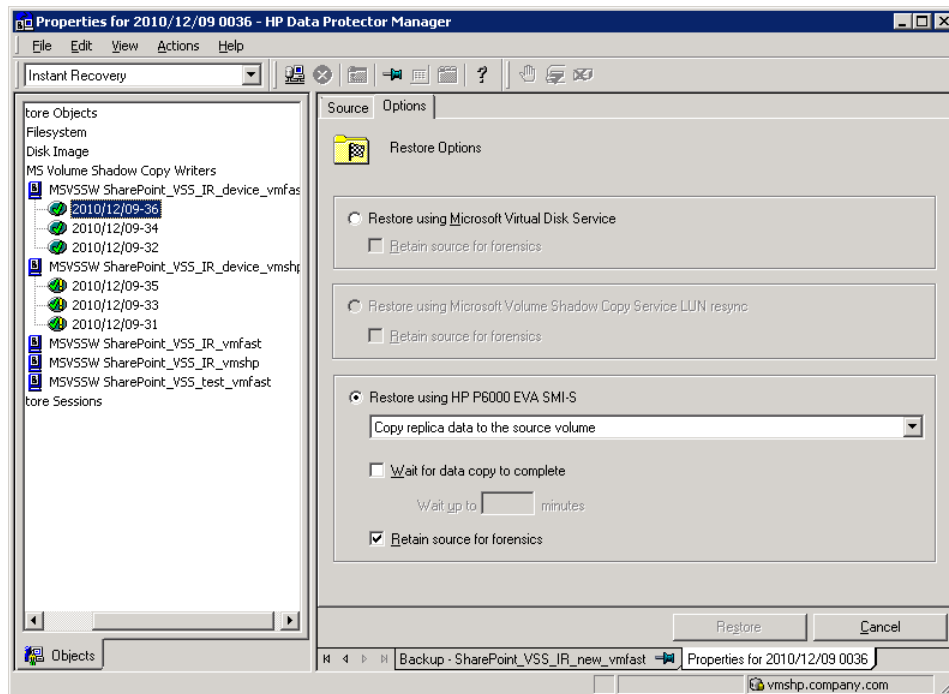 Properties for 2010/12/09 0036 - HP Data Protector Manager
File Edit View Actions Help
Instant Recovery
tore Objects
Filesystem
Disk Image
MS Volume Shadow Copy Writers
MSVSSW SharePoint_VSS_IR_device_vmfas
2010/12/09-36
2010/12/09-34
2010/12/09-32
MSVSSW SharePoint_VSS_IR_device_vmshp
2010/12/09-35
2010/12/09-33
2010/12/09-31
MSVSSW SharePoint_VSS_IR_vmfast
MSVSSW SharePoint_VSS_IR_vmshp
MSVSSW SharePoint_VSS_test_vmfast
tore Sessions
Objects
Source Options
Restore Options
Restore using Microsoft Virtual Disk Service
Retain source for forensics
Restore using Microsoft Volume Shadow Copy Service LUN resync
Retain source for forensics
Restore using HP P6000 EVA SMI-S
Copy replica data to the source volume
Wait for data copy to complete
Wait up to minutes
Retain source for forensics
Restore Cancel
Backup - SharePoint_VSS_IR_new_vmfast Properties for 2010/12/09 0036
vmshp.company.com